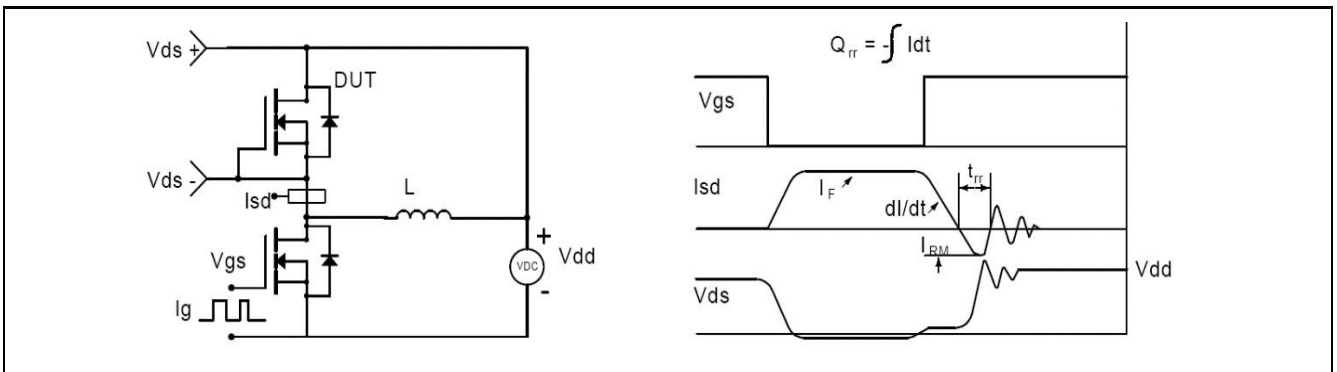 Vds +
DUT
Vds -
Isd
L
Vgs
Ig
+
VDC
-
Vdd
Qrr = -∫ Idt
Vgs
Isd
IF
dI/dt
trr
IRM
Vds
Vdd